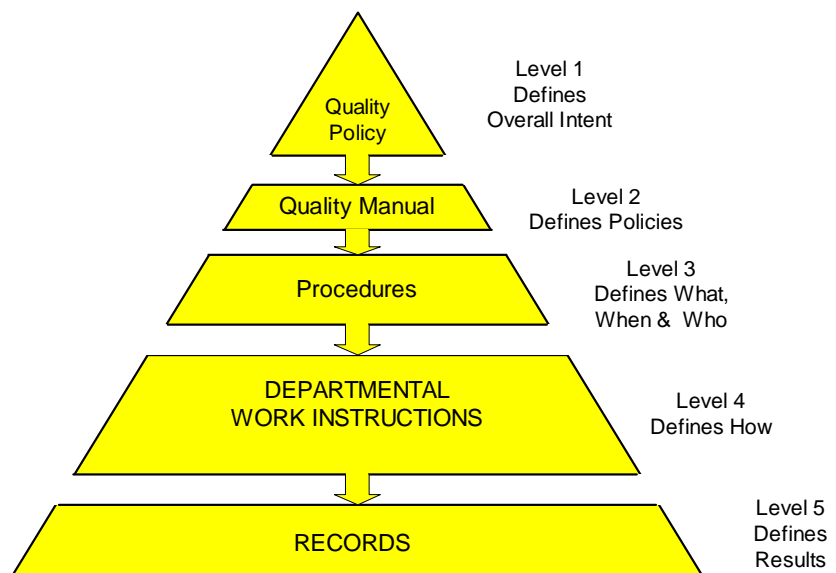 Quality
Policy
Level 1
Defines
Overall Intent
Quality Manual
Level 2
Defines Policies
Procedures
Level 3
Defines What,
When & Who
DEPARTMENTAL
WORK INSTRUCTIONS
Level 4
Defines How
RECORDS
Level 5
Defines
Results